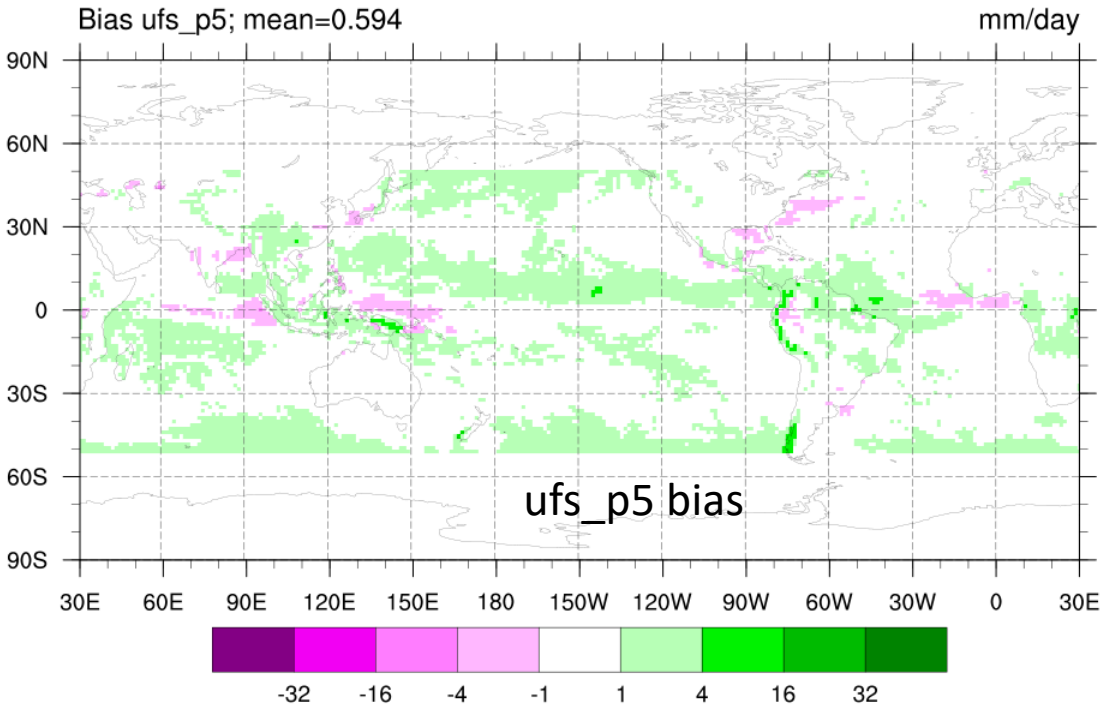 Bias ufs_p5; mean=0.594 mm/day
90N
60N
30N
0
30S
60S
90S
ufs_p5 bias
30E 60E 90E 120E 150E 180 150W 120W 90W 60W 30W 0 30E
-32 -16 -4 -1 1 4 16 32